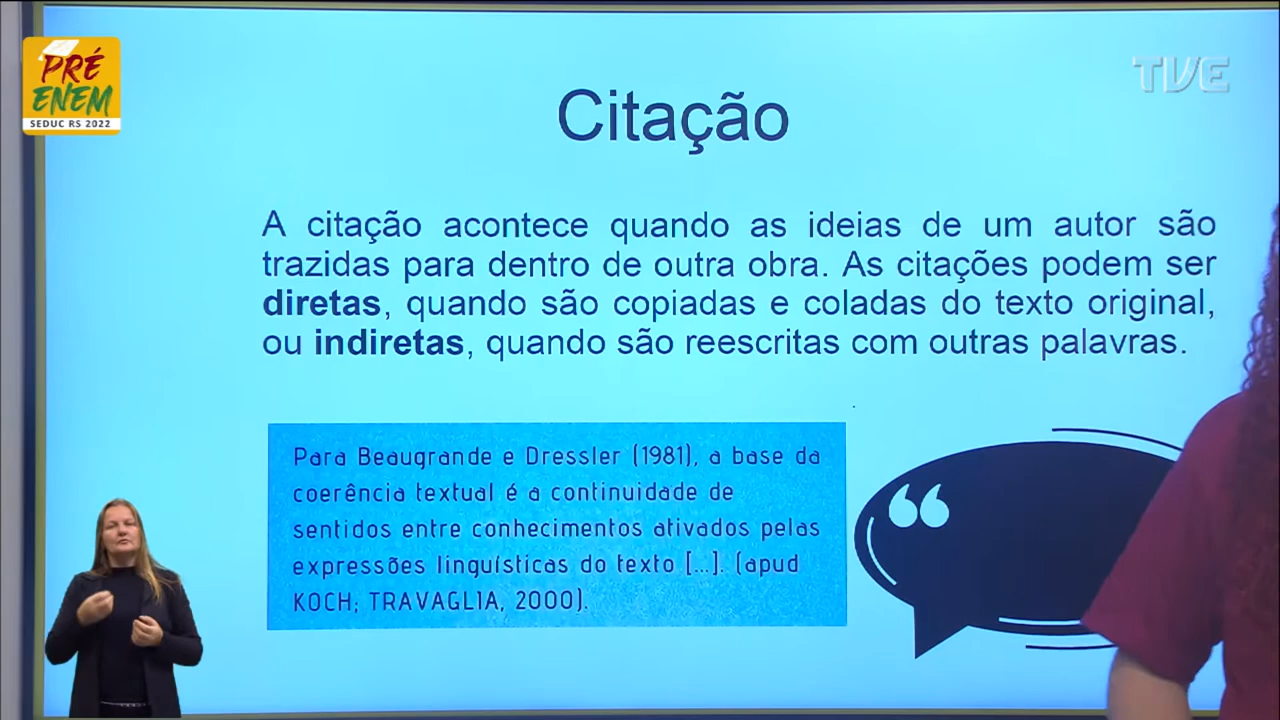 PRÉ
ENEM
SEDUC RS 2022
TVE
Citação
A citação acontece quando as ideias de um autor são
trazidas para dentro de outra obra. As citações podem ser
diretas, quando são copiadas e coladas do texto original,
ou indiretas, quando são reescritas com outras palavras.
Para Beaugrande e Dressler (1981), a base da
coerência textual é a continuidade de
sentidos entre conhecimentos ativados pelas
expressões linguísticas do texto [...]. (apud
KOCH; TRAVAGLIA, 2000).